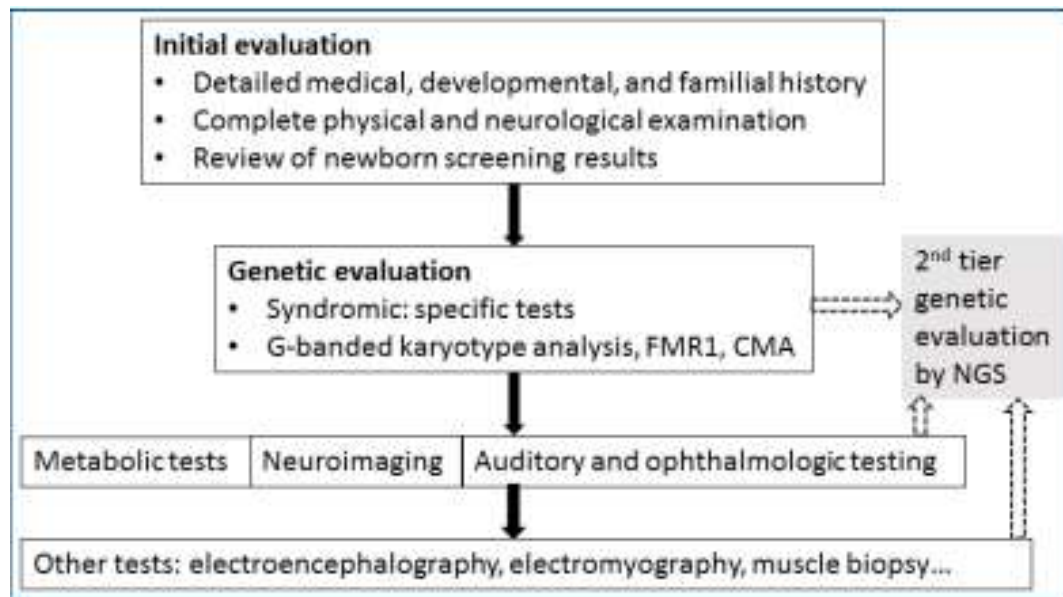 Initial evaluation
• Detailed medical, developmental, and familial history
• Complete physical and neurological examination
• Review of newborn screening results
Genetic evaluation
• Syndromic: specific tests
• G-banded karyotype analysis, FMR1, CMA
2nd tier
genetic
evaluation
by NGS
Metabolic tests
Neuroimaging
Auditory and ophthalmologic testing
Other tests: electroencephalography, electromyography, muscle biopsy...